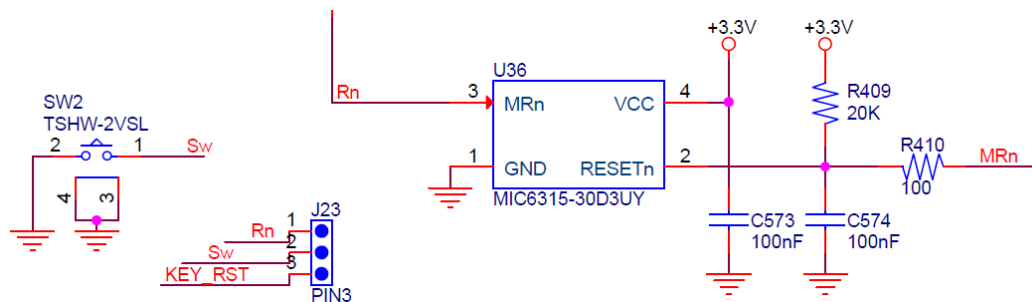 +3.3V
+3.3V
U36
Rn
3
MRn
VCC
4
R409
20K
SW2
TSHW-2VSL
2
1
Sw
1
GND
RESETn
2
R410
100
MRn
MIC6315-30D3UY
4
3
J23
C573
100nF
C574
100nF
Rn
1
Sw
2
KEY_RST
3
PIN3